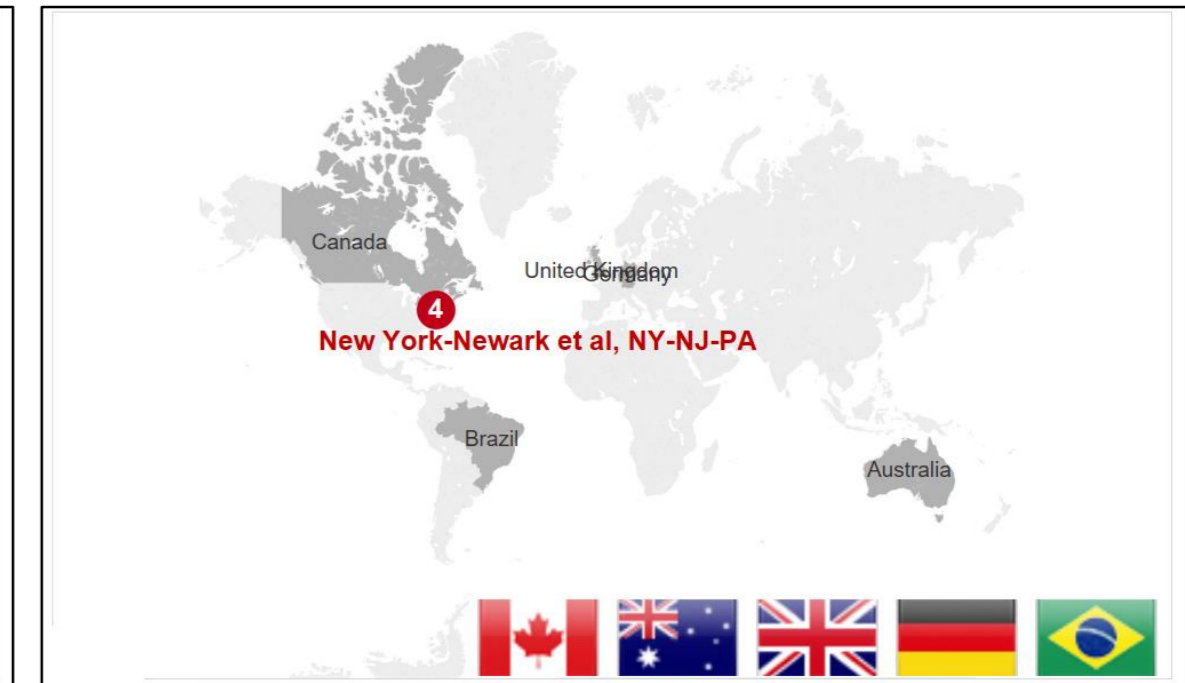 Canada
United Kingdom
Germany
4
New York-Newark et al, NY-NJ-PA
Brazil
Australia